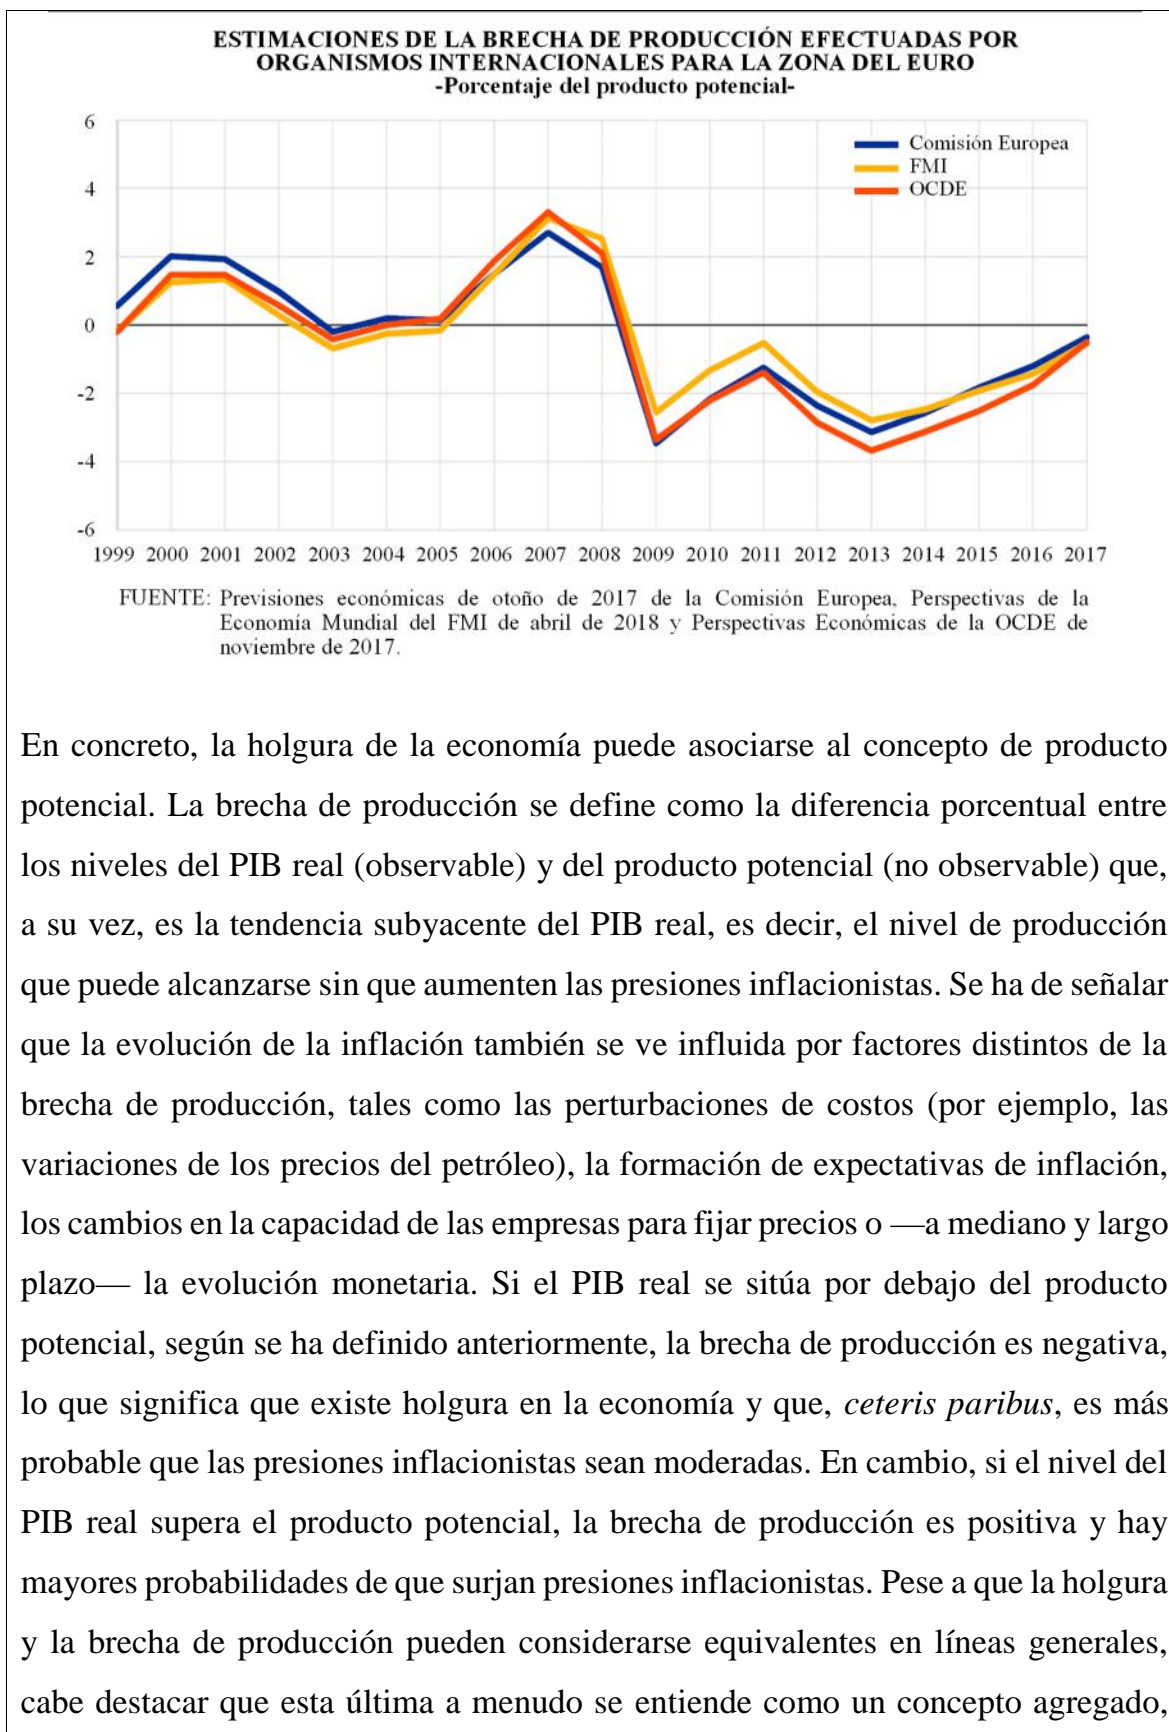 ESTIMACIONES DE LA BRECHA DE PRODUCCIÓN EFECTUADAS POR
ORGANISMOS INTERNACIONALES PARA LA ZONA DEL EURO
-Porcentaje del producto potencial-
6
4
2
0
-2
-4
-6
Comisión Europea
FMI
OCDE
1999 2000 2001 2002 2003 2004 2005 2006 2007 2008 2009 2010 2011 2012 2013 2014 2015 2016 2017
FUENTE: Previsiones económicas de otoño de 2017 de la Comisión Europea, Perspectivas de la
Economía Mundial del FMI de abril de 2018 y Perspectivas Económicas de la OCDE de
noviembre de 2017.
En concreto, la holgura de la economía puede asociarse al concepto de producto
potencial. La brecha de producción se define como la diferencia porcentual entre
los niveles del PIB real (observable) y del producto potencial (no observable) que,
a su vez, es la tendencia subyacente del PIB real, es decir, el nivel de producción
que puede alcanzarse sin que aumenten las presiones inflacionistas. Se ha de señalar
que la evolución de la inflación también se ve influida por factores distintos de la
brecha de producción, tales como las perturbaciones de costos (por ejemplo, las
variaciones de los precios del petróleo), la formación de expectativas de inflación,
los cambios en la capacidad de las empresas para fijar precios o —a mediano y largo
plazo— la evolución monetaria. Si el PIB real se sitúa por debajo del producto
potencial, según se ha definido anteriormente, la brecha de producción es negativa,
lo que significa que existe holgura en la economía y que, ceteris paribus, es más
probable que las presiones inflacionistas sean moderadas. En cambio, si el nivel del
PIB real supera el producto potencial, la brecha de producción es positiva y hay
mayores probabilidades de que surjan presiones inflacionistas. Pese a que la holgura
y la brecha de producción pueden considerarse equivalentes en líneas generales,
cabe destacar que esta última a menudo se entiende como un concepto agregado,